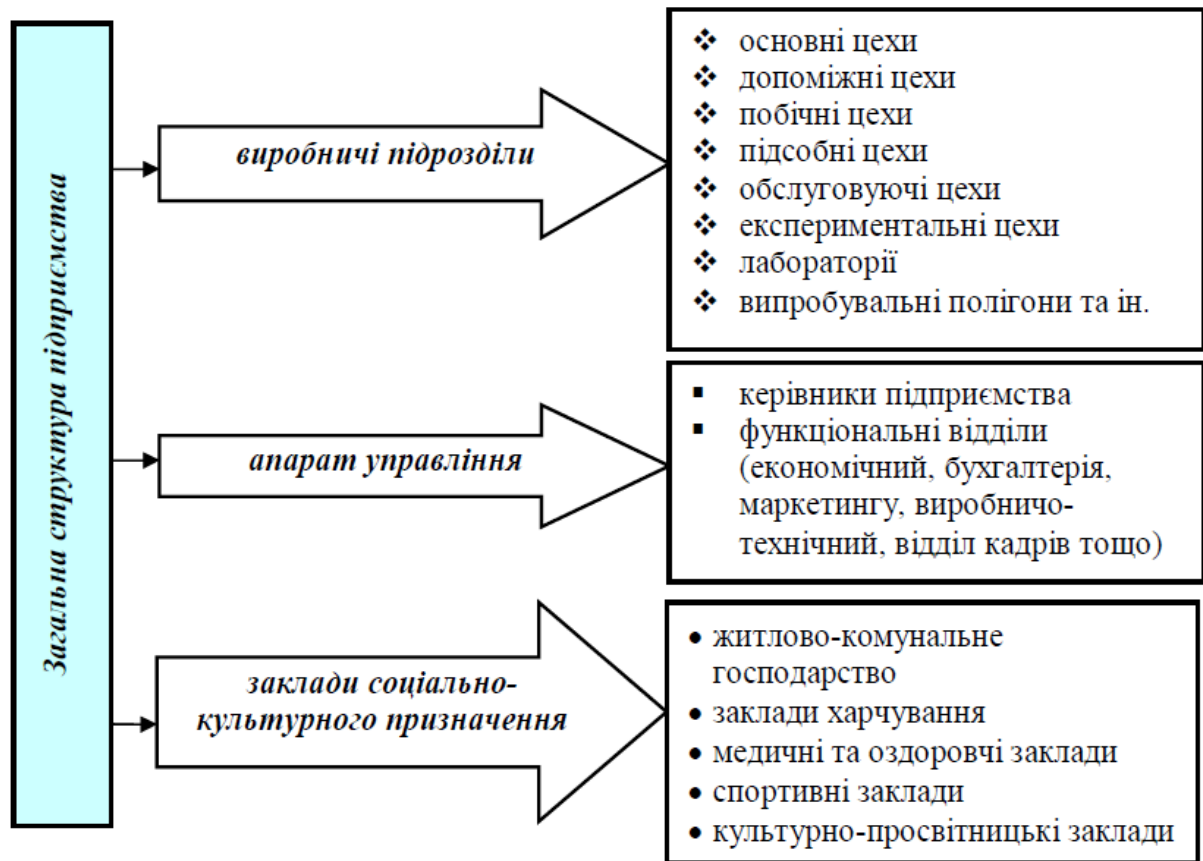 Загальна структура підприємства
виробничі підрозділи
❖ основні цехи
❖ допоміжні цехи
❖ побічні цехи
❖ підсобні цехи
❖ обслуговуючі цехи
❖ експериментальні цехи
❖ лабораторії
❖ випробувальні полігони та ін.
апарат управління
▪ керівники підприємства
▪ функціональні відділи
(економічний, бухгалтерія,
маркетингу, виробничо-
технічний, відділ кадрів тощо)
заклади соціально-
культурного призначення
• житлово-комунальне
господарство
• заклади харчування
• медичні та оздоровчі заклади
• спортивні заклади
• культурно-просвітницькі заклади